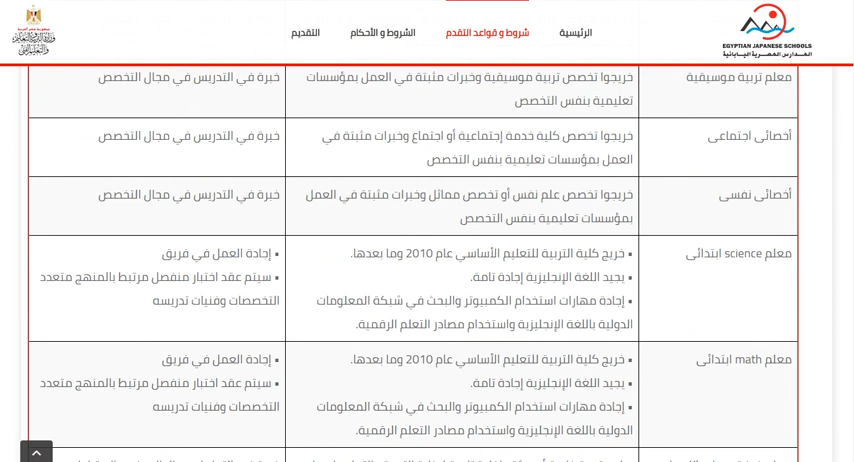 EGYPTIAN JAPANESE SCHOOLS
المدارس المصرية اليابانية
الرئيسية
شروط و قواعد التقدم
الشروط و الأحكام
التقديم
معلم تربية موسيقية
خريجوا تخصص تربية موسيقية وخبرات مثبتة في العمل بمؤسسات
تعليمية بنفس التخصص
خبرة في التدريس في مجال التخصص
أخصائى اجتماعى
خريجوا تخصص كلية خدمة إجتماعية أو اجتماع وخبرات مثبتة في
العمل بمؤسسات تعليمية بنفس التخصص
خبرة في التدريس في مجال التخصص
أخصائى نفسى
خريجوا تخصص علم نفس أو تخصص مماثل وخبرات مثبتة في العمل
بمؤسسات تعليمية بنفس التخصص
خبرة في التدريس في مجال التخصص
معلم science ابتدائى
▪ خريج كلية التربية للتعليم الأساسي عام 2010 وما بعدها.
▪ يجيد اللغة الإنجليزية إجادة تامة.
▪ إجادة مهارات استخدام الكمبيوتر والبحث في شبكة المعلومات
الدولية باللغة الإنجليزية واستخدام مصادر التعلم الرقمية.
▪ إجادة العمل في فريق
▪ سيتم عقد اختبار منفصل مرتبط بالمنهج متعدد
التخصصات وفنيات تدريسه
معلم math ابتدائى
▪ خريج كلية التربية للتعليم الأساسي عام 2010 وما بعدها.
▪ يجيد اللغة الإنجليزية إجادة تامة.
▪ إجادة مهارات استخدام الكمبيوتر والبحث في شبكة المعلومات
الدولية باللغة الإنجليزية واستخدام مصادر التعلم الرقمية.
▪ إجادة العمل في فريق
▪ سيتم عقد اختبار منفصل مرتبط بالمنهج متعدد
التخصصات وفنيات تدريسه